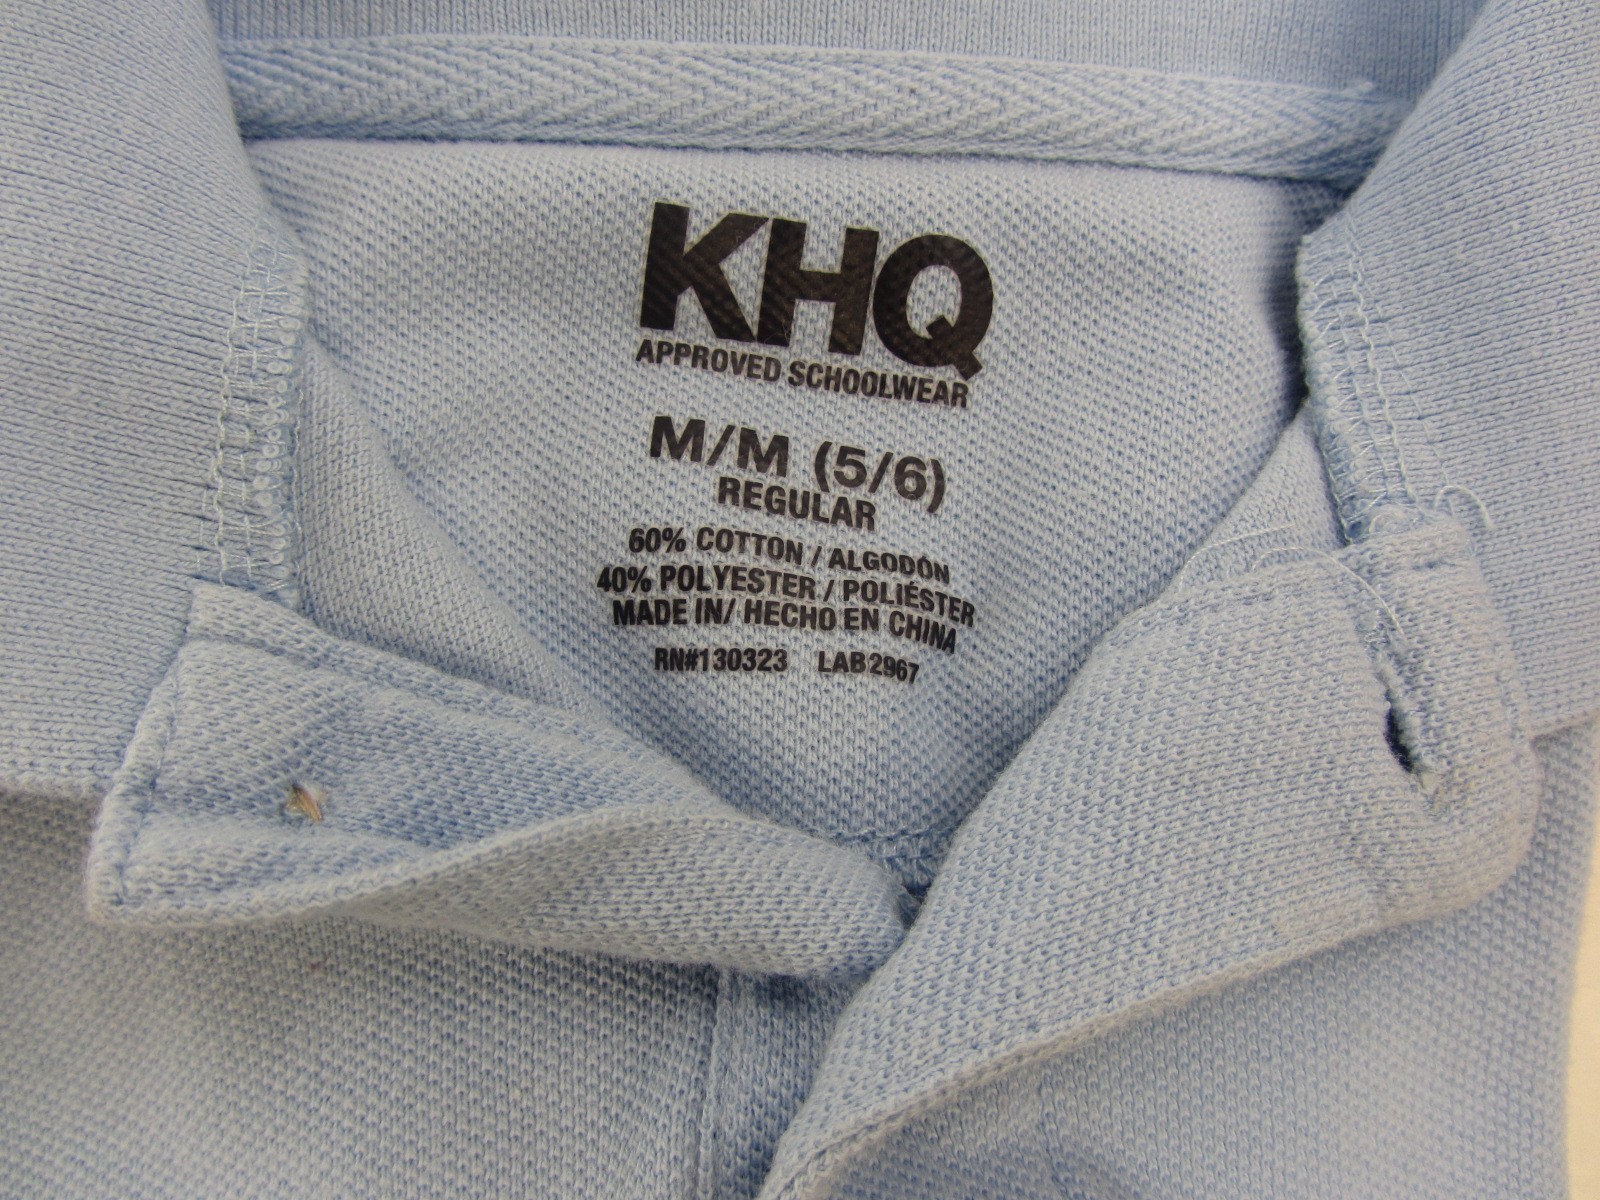 KHQ
APPROVED SCHOOLWEAR
M/M (5/6)
REGULAR
60% COTTON / ALGODÓN
40% POLYESTER / POLIÉSTER
MADE IN/ HECHO EN CHINA
RN#130323 LAB2967